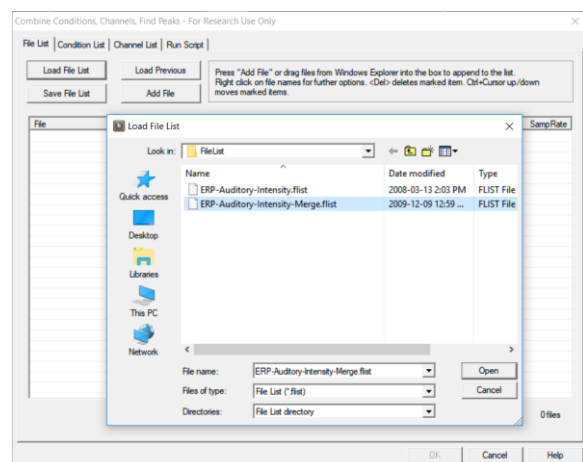 Combine Conditions, Channels, Find Peaks - For Research Use Only
File List Condition List Channel List Run Script
Load File List Load Previous
Save File List Add File
Press "Add File" or drag files from Windows Explorer into the box to append to the list.
Right click on file names for further options. <Del> deletes marked item. Ctrl+Cursor up/down
moves marked items.
File SampRate
Load File List
Look in: FileList
Name Date modified Type
ERP-Auditory-Intensity.flist 2008-03-13 2:03 PM FLIST File
ERP-Auditory-Intensity-Merge.flist 2009-12-09 12:59 ... FLIST File
Quick access
Desktop
Libraries
This PC
Network
File name: ERP-Auditory-Intensity-Merge.flist Open
Files of type: File List (*.flist) Cancel
Directories: File List directory
0 files
OK Cancel Help